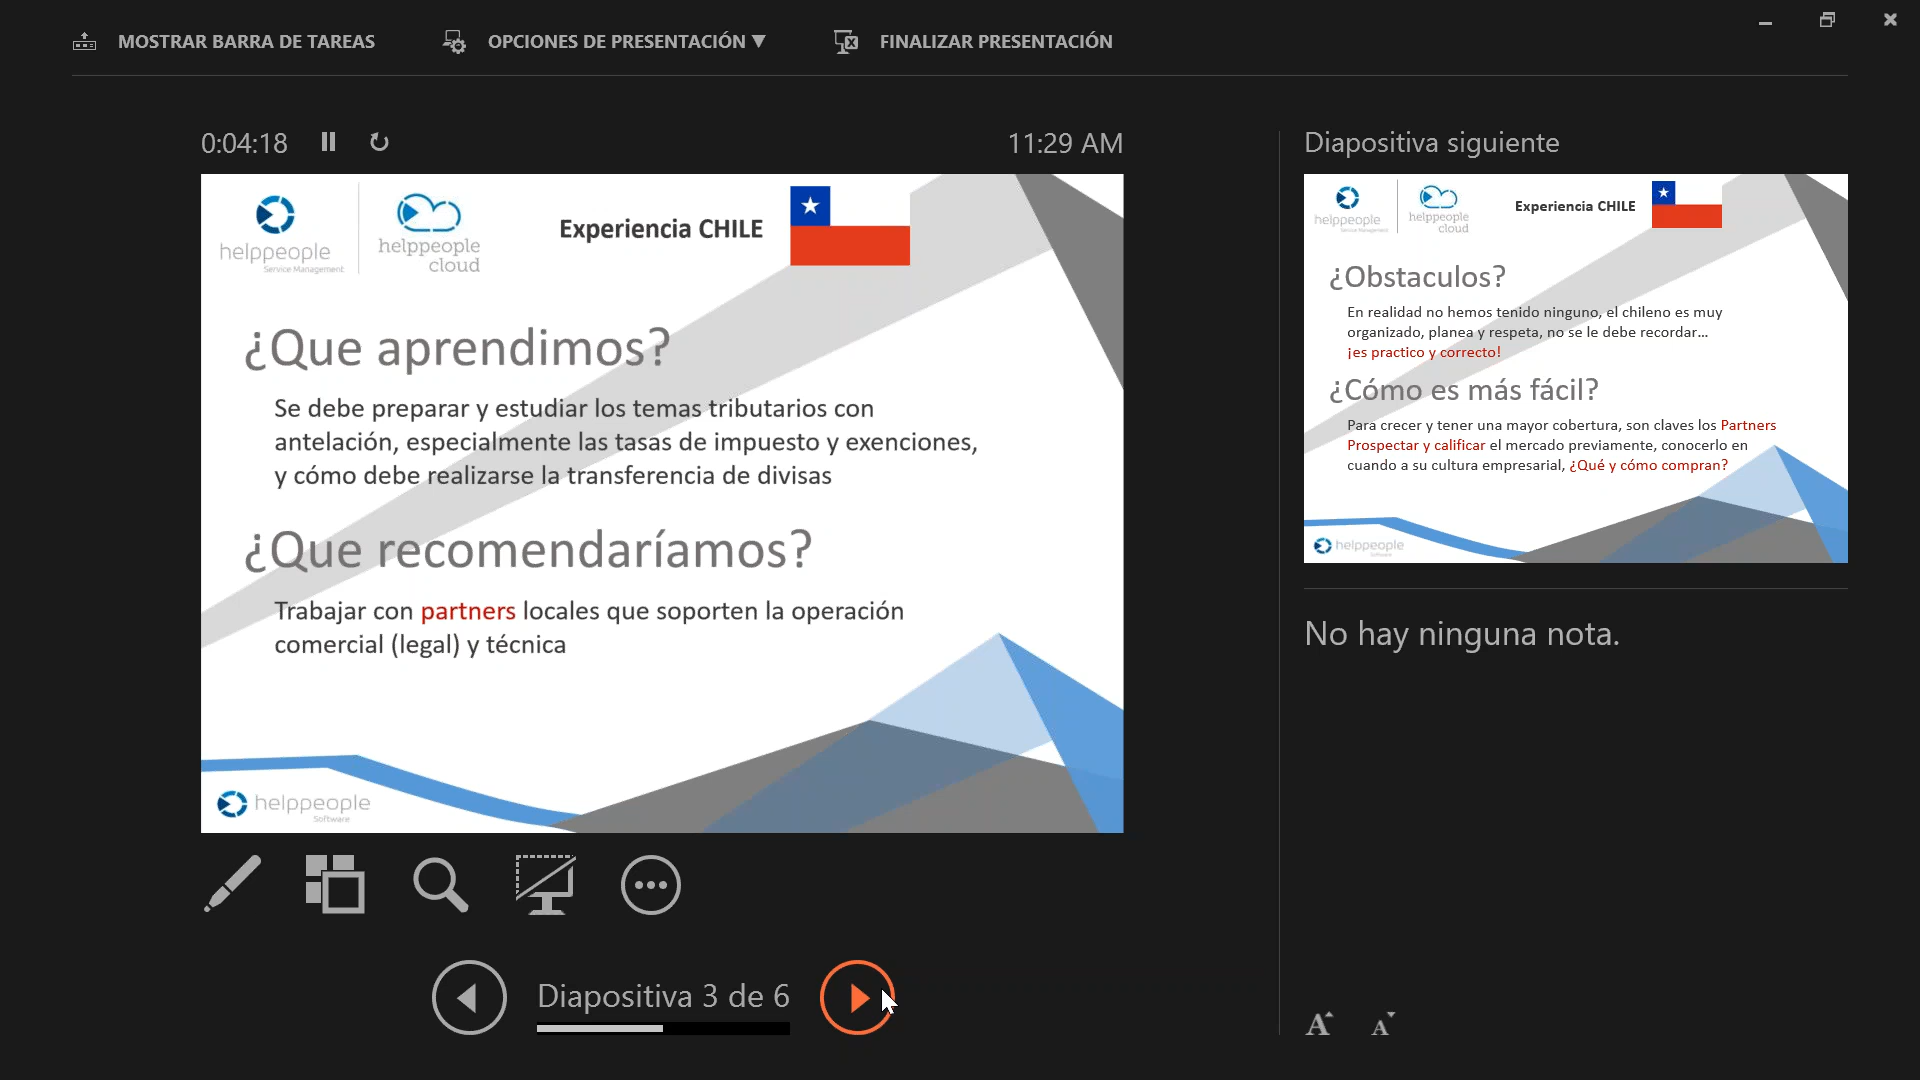 MOSTRAR BARRA DE TAREAS
OPCIONES DE PRESENTACIÓN ▼
FINALIZAR PRESENTACIÓN
0:04:18
11:29 AM
helppeople
Service Management
helppeople
cloud
Experiencia CHILE
¿Que aprendimos?
Se debe preparar y estudiar los temas tributarios con
antelación, especialmente las tasas de impuesto y exenciones,
y cómo debe realizarse la transferencia de divisas
¿Que recomendaríamos?
Trabajar con partners locales que soporten la operación
comercial (legal) y técnica
helppeople
Software
Diapositiva 3 de 6
Diapositiva siguiente
helppeople
Service Management
helppeople
cloud
Experiencia CHILE
¿Obstaculos?
En realidad no hemos tenido ninguno, el chileno es muy
organizado, planea y respeta, no se le debe recordar...
¡es practico y correcto!
¿Cómo es más fácil?
Para crecer y tener una mayor cobertura, son claves los Partners
Prospectar y calificar el mercado previamente, conocerlo en
cuando a su cultura empresarial, ¿Qué y cómo compran?
helppeople
Software
No hay ninguna nota.
A A